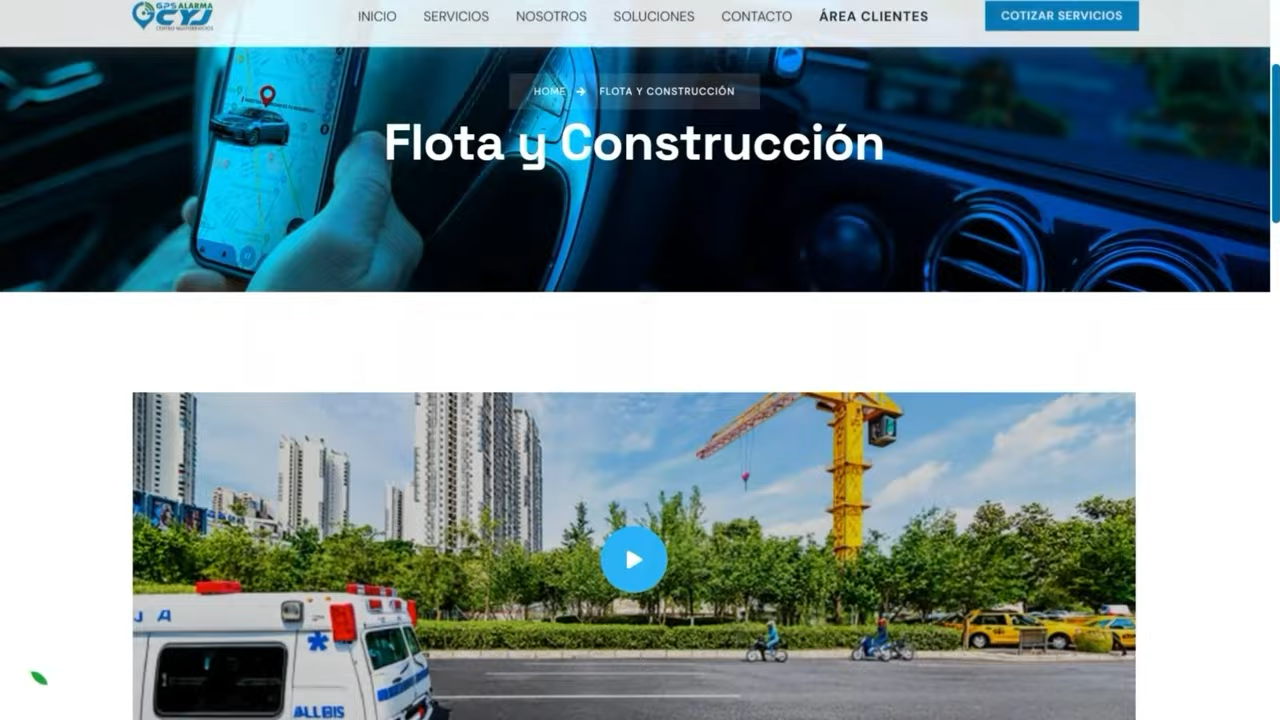 GPS ALARMA
CYJ
INICIO SERVICIOS NOSOTROS SOLUCIONES CONTACTO ÁREA CLIENTES COTIZAR SERVICIOS
HOME → FLOTA Y CONSTRUCCIÓN
Flota y Construcción
J A
ALLBIS